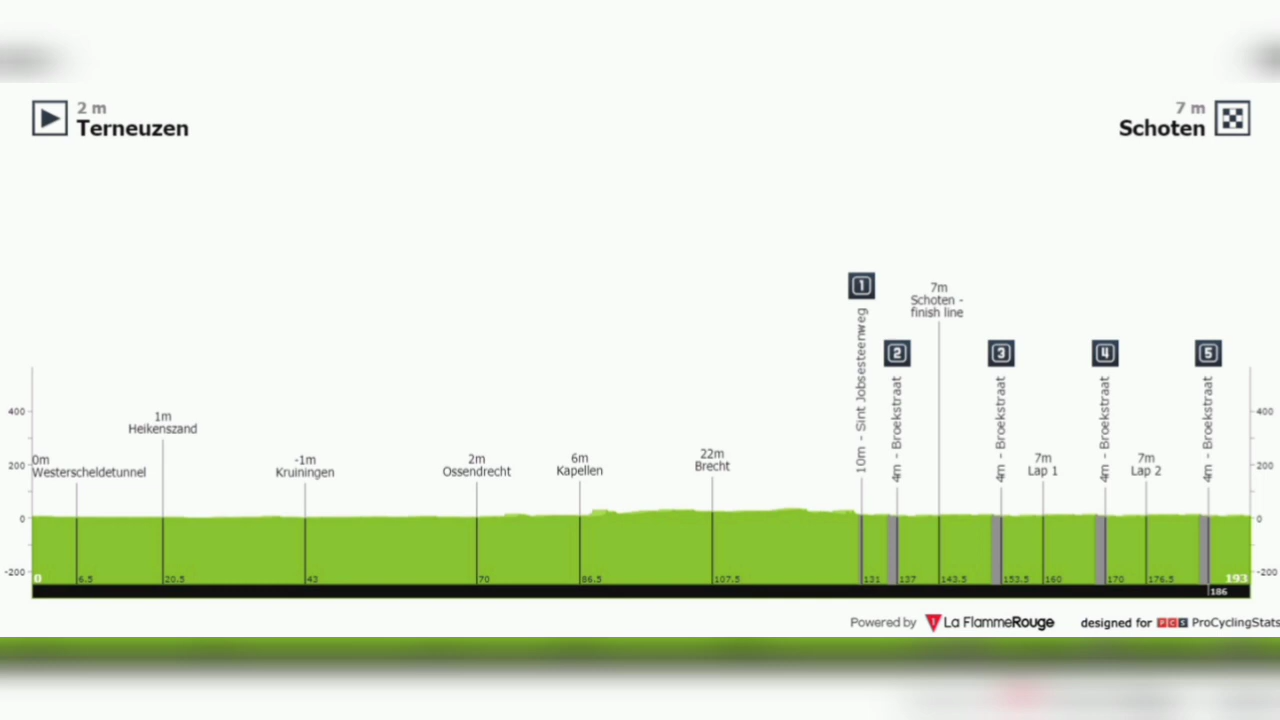 2 m
Terneuzen
7 m
Schoten
1
7m
Schoten -
finish line
10m - Sint Jobsesteenweg
2
3
4
5
4m - Broekstraat
4m - Broekstraat
4m - Broekstraat
4m - Broekstraat
400
200
0
-200
400
200
0
-200
0m
Westerscheldetunnel
1m
Heikenszand
-1m
Kruiningen
2m
Ossendrecht
6m
Kapellen
22m
Brecht
7m
Lap 1
7m
Lap 2
0
6.5
20.5
43
70
86.5
107.5
131
137
143.5
153.5
160
170
176.5
193
186
Powered by La FlammeRouge designed for PCS ProCyclingStats